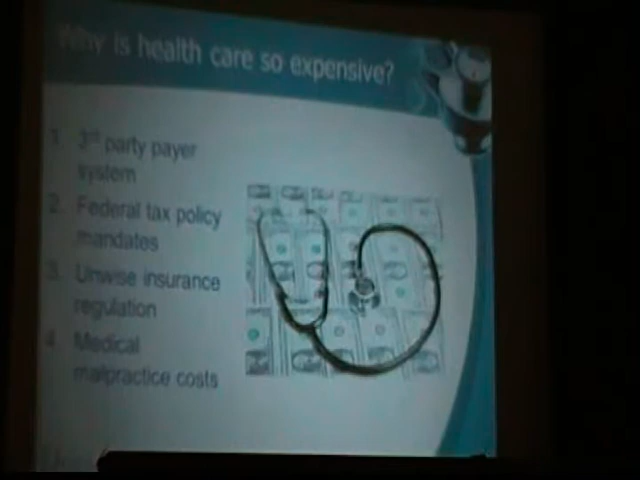 Why is health care so expensive?
1. 3rd party payer
system
2. Federal tax policy
mandates
3. Unwise insurance
regulation
4. Medical
malpractice costs